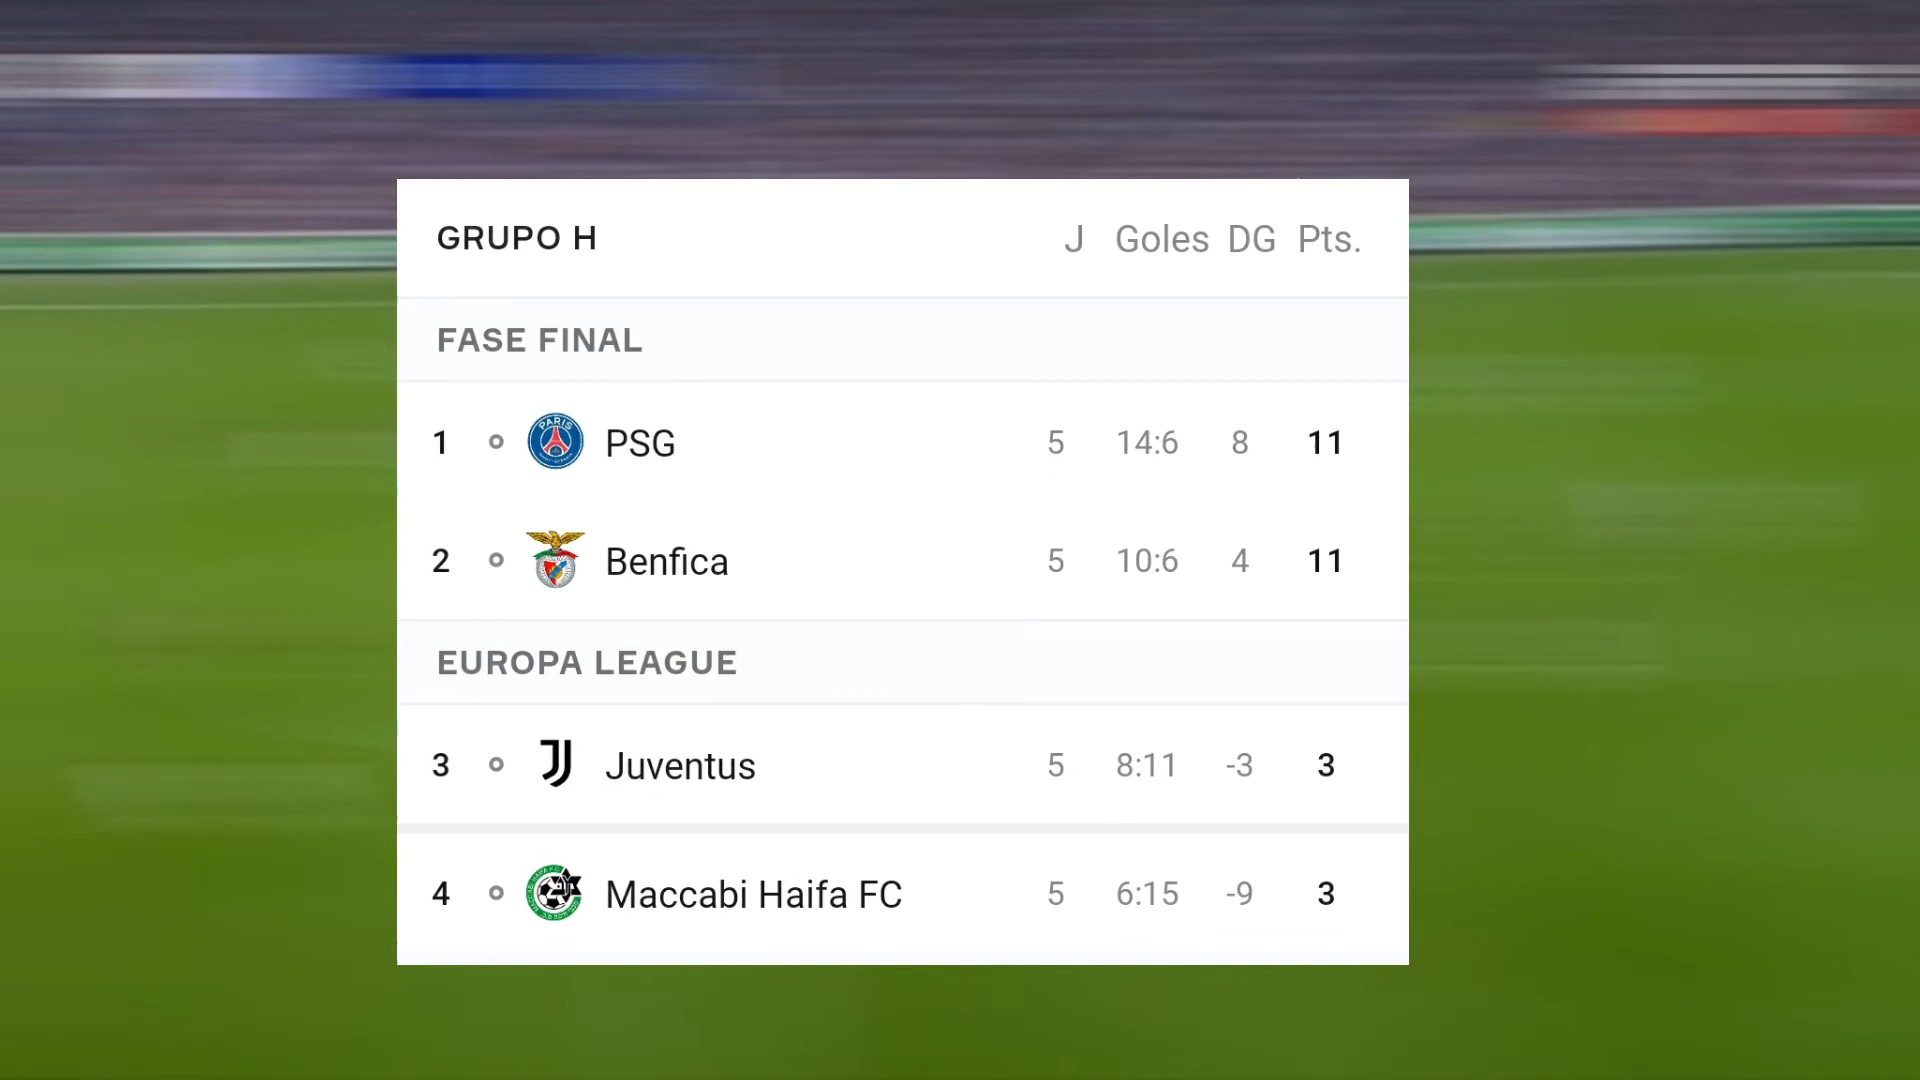 GRUPO H J Goles DG Pts.
FASE FINAL
1 PSG 5 14:6 8 11
2 Benfica 5 10:6 4 11
EUROPA LEAGUE
3 Juventus 5 8:11 -3 3
4 Maccabi Haifa FC 5 6:15 -9 3
PARIS